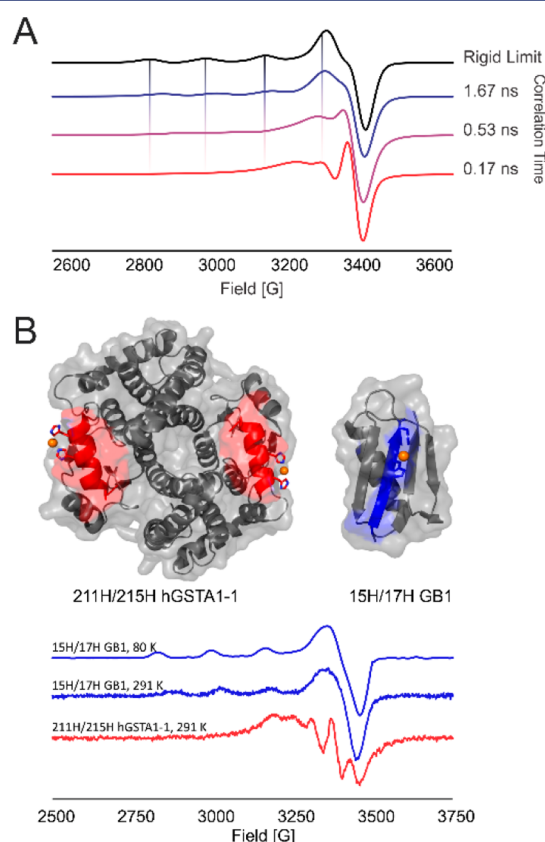 A
Rigid Limit
1.67 ns
0.53 ns
0.17 ns
Correlation Time
2600 2800 3000 3200 3400 3600
Field [G]
B
211H/215H hGSTA1-1 15H/17H GB1
15H/17H GB1, 80 K
15H/17H GB1, 291 K
211H/215H hGSTA1-1, 291 K
2500 2750 3000 3250 3500 3750
Field [G]